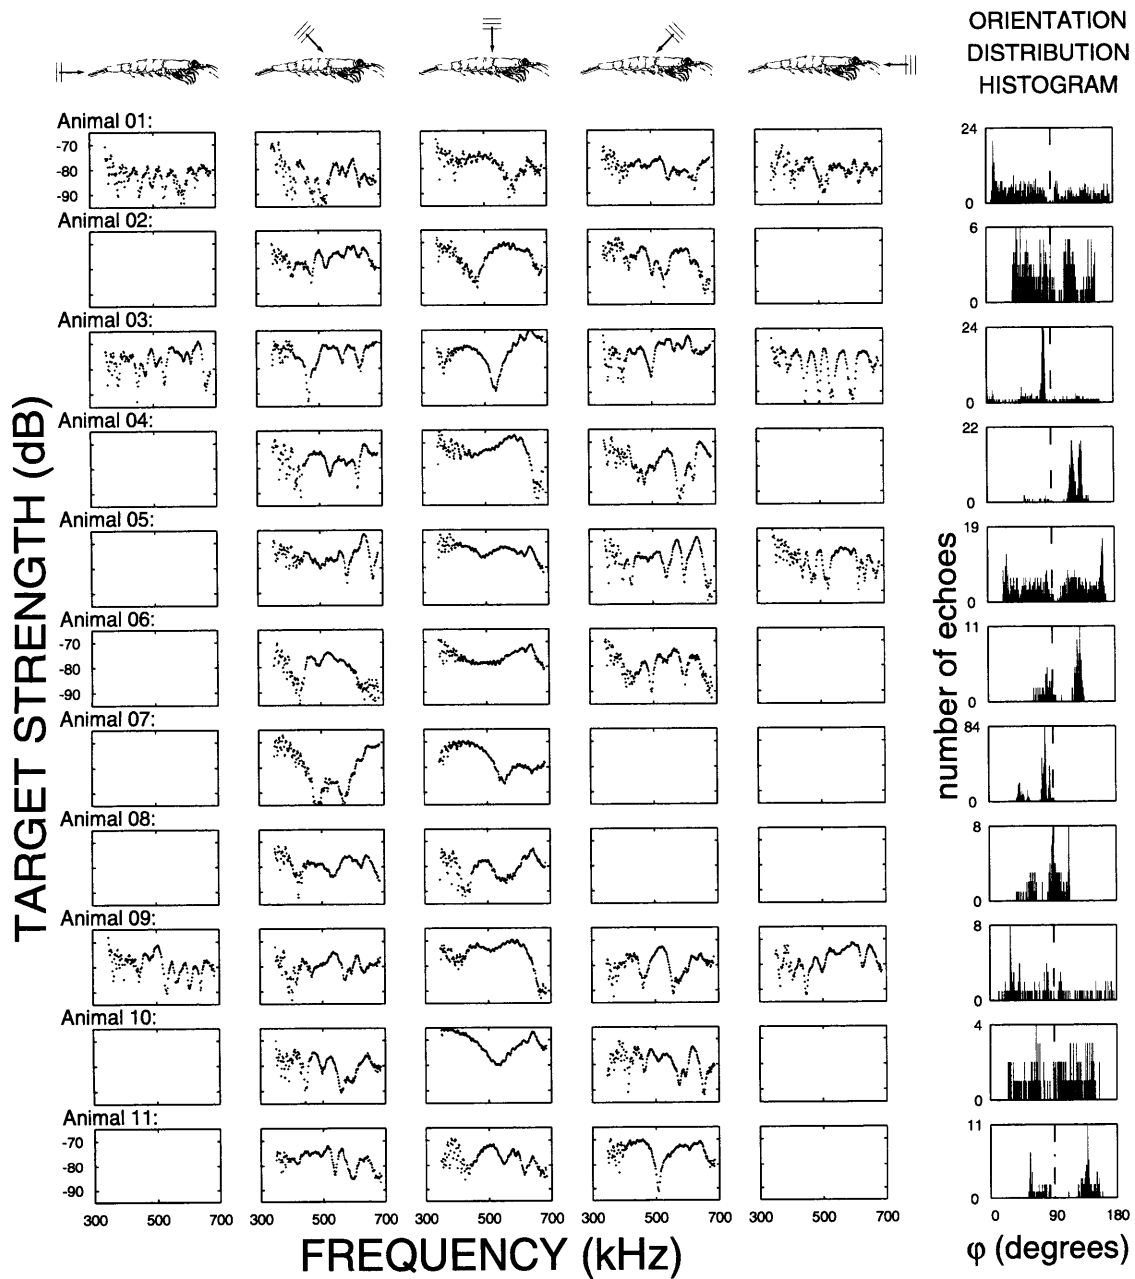 ORIENTATION
DISTRIBUTION
HISTOGRAM
Animal 01:
-70
-80
-90
24
0
Animal 02:
6
0
Animal 03:
24
0
Animal 04:
22
0
Animal 05:
19
0
Animal 06:
-70
-80
-90
11
0
Animal 07:
84
0
Animal 08:
8
0
Animal 09:
8
0
Animal 10:
4
0
Animal 11:
-70
-80
-90
11
0
300 500 700 300 500 700 300 500 700 300 500 700 300 500 700 0 90 180
TARGET STRENGTH (dB)
FREQUENCY (kHz)
number of echoes
φ (degrees)